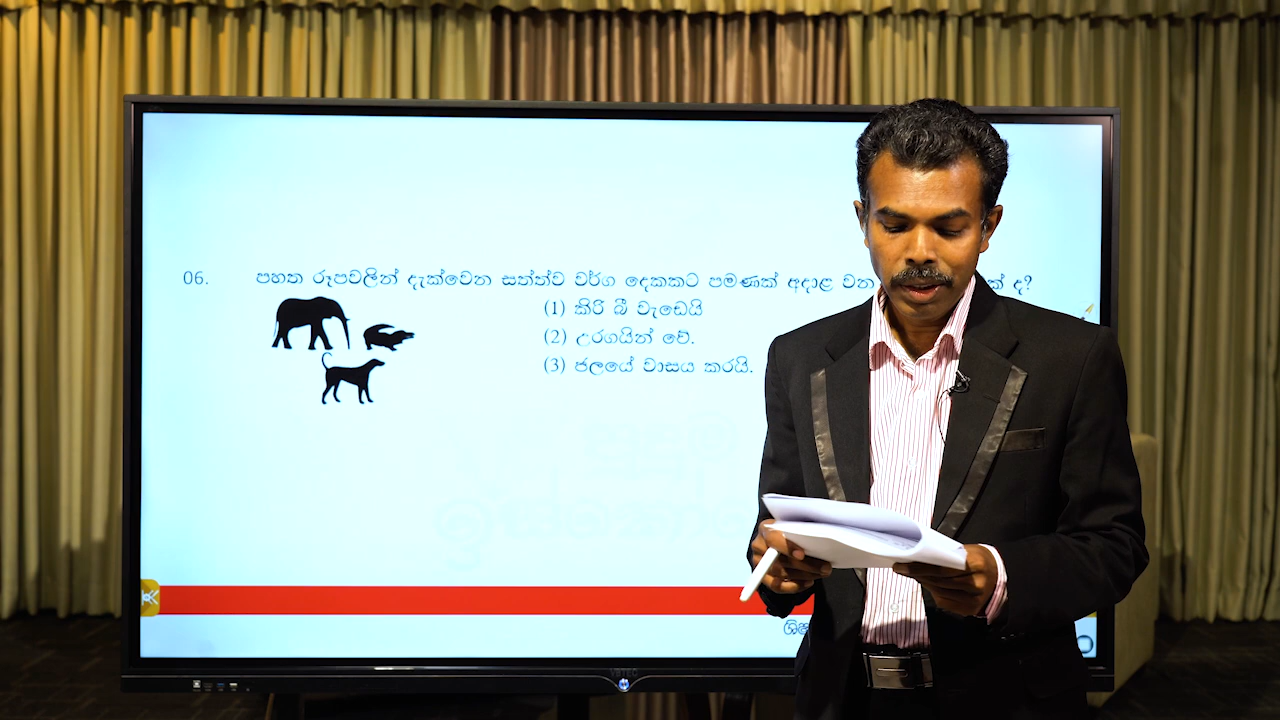 06. පහත රූපවලින් දැක්වෙන සත්ත්ව වර්ග දෙකකට පමණක් අදාළ වන ක් ද?
(1) කිරි බී වැඩෙයි
(2) උරගයින් වේ.
(3) ජලයේ වාසය කරයි.